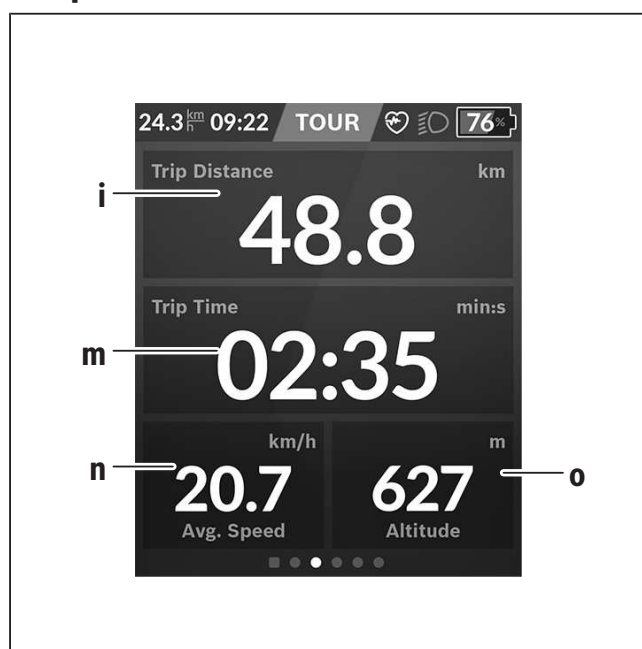 24.3 km/h 09:22 TOUR 76%
Trip Distance km
i
48.8
Trip Time min:s
m
02:35
km/h m
n 20.7 627 o
Avg. Speed Altitude